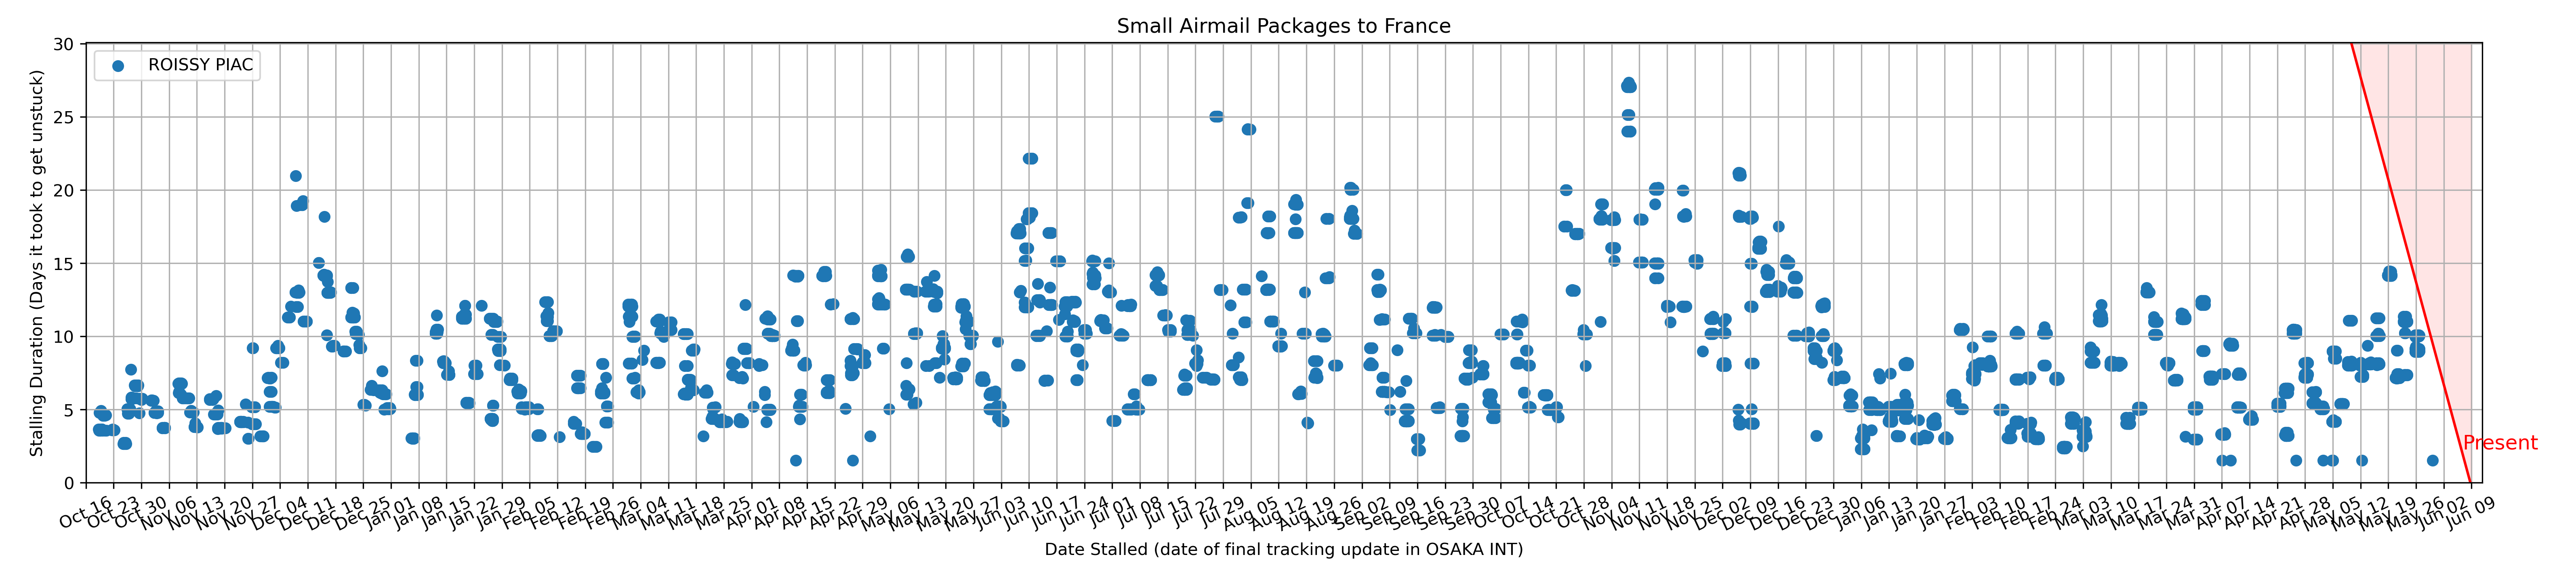 Small Airmail Packages to France
ROISSY PIAC
Stalling Duration (Days it took to get unstuck)
30
25
20
15
10
5
0
Present
Oct 16 Oct 23 Oct 30 Nov 06 Nov 13 Nov 20 Nov 27 Dec 04 Dec 11 Dec 18 Dec 25 Jan 01 Jan 08 Jan 15 Jan 22 Jan 29 Feb 05 Feb 12 Feb 19 Feb 26 Mar 04 Mar 11 Mar 18 Mar 25 Apr 01 Apr 08 Apr 15 Apr 22 Apr 29 May 06 May 13 May 20 May 27 Jun 03 Jun 10 Jun 17 Jun 24 Jul 01 Jul 08 Jul 15 Jul 22 Jul 29 Aug 05 Aug 12 Aug 19 Aug 26 Sep 02 Sep 09 Sep 16 Sep 23 Sep 30 Oct 07 Oct 14 Oct 21 Oct 28 Nov 04 Nov 11 Nov 18 Nov 25 Dec 02 Dec 09 Dec 16 Dec 23 Dec 30 Jan 06 Jan 13 Jan 20 Jan 27 Feb 03 Feb 10 Feb 17 Feb 24 Mar 03 Mar 10 Mar 17 Mar 24 Mar 31 Apr 07 Apr 14 Apr 21 Apr 28 May 05 May 12 May 19 May 26 Jun 02 Jun 09
Date Stalled (date of final tracking update in OSAKA INT)